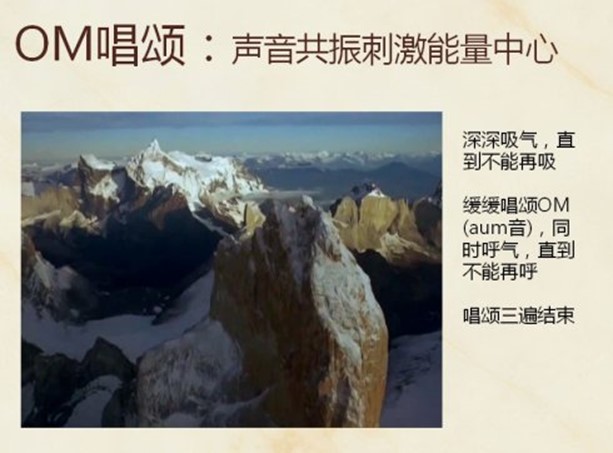 OM唱颂：声音共振刺激能量中心
深深吸气，直
到不能再吸
缓缓唱颂OM
(aum音)，同
时呼气，直到
不能再呼
唱颂三遍结束